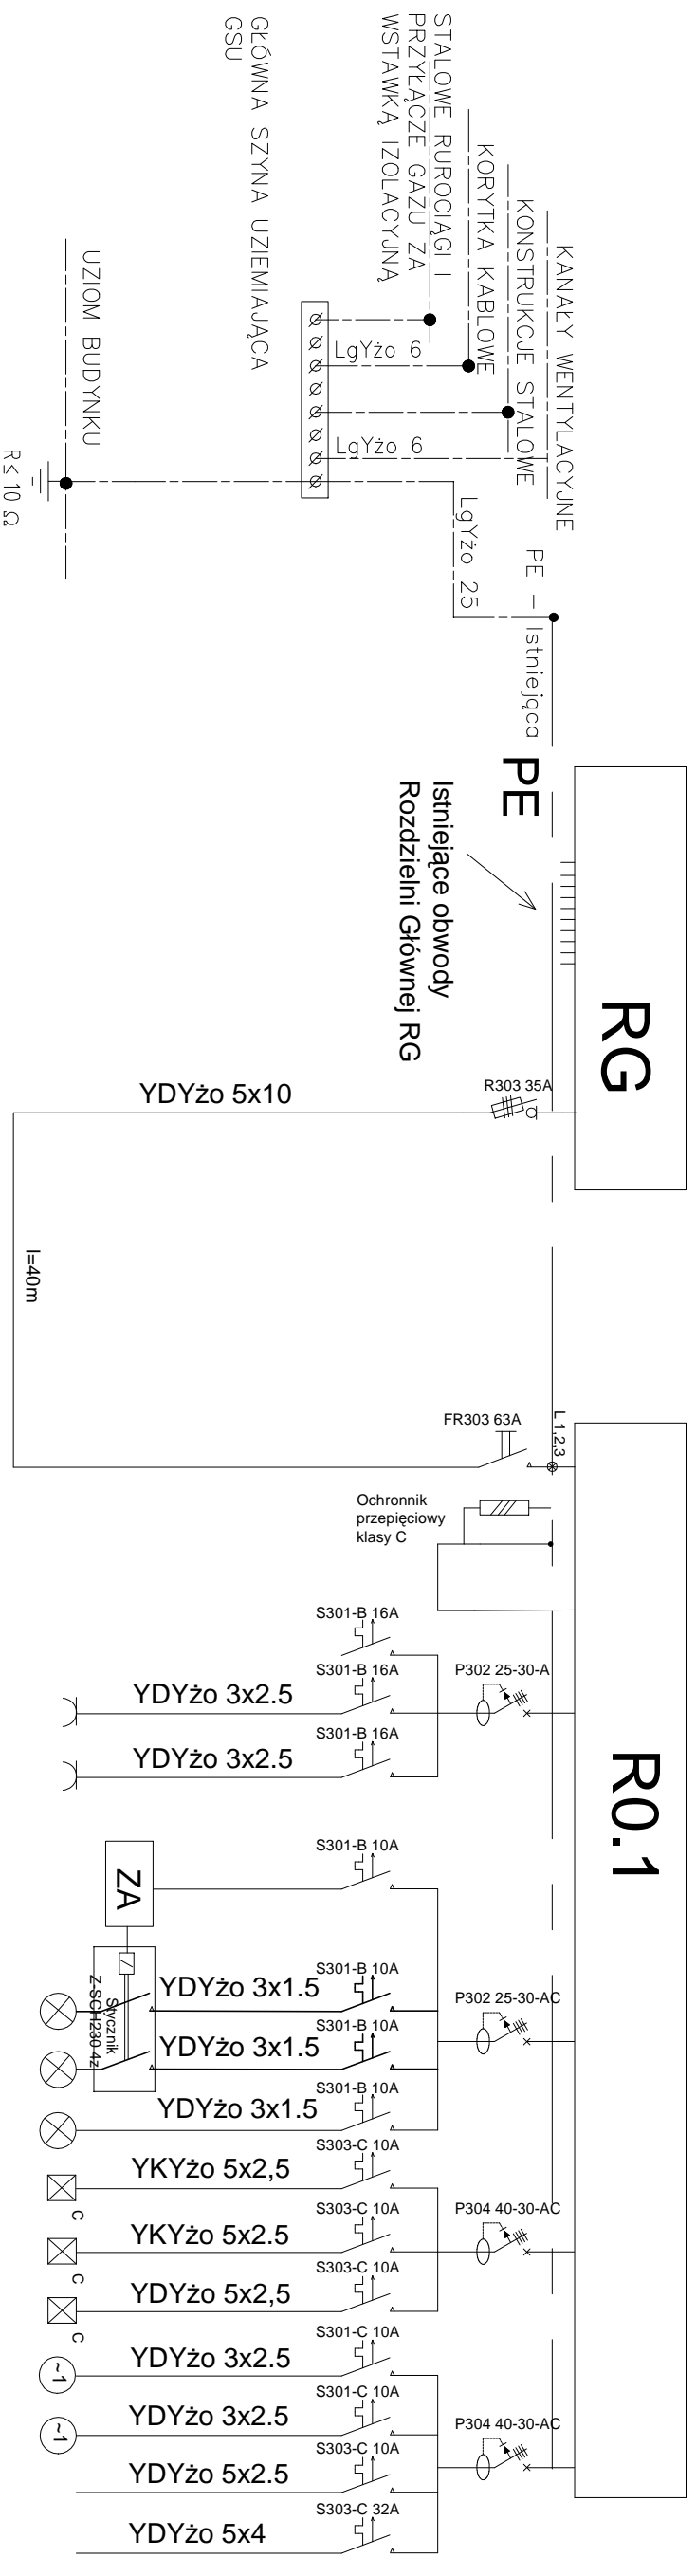 STALOWE RUROCIĄGI I
PRZYŁĄCZE GAZU ZA
WSTAWKĄ IZOLACYJNĄ
KORYTKA KABLOWE
KONSTRUKCJE STALOWE
KANAŁY WENTYLACYJNE
GŁÓWNA SZYNA UZIEMIAJĄCA
GSU
LgYżo 6
LgYżo 6
UZIOM BUDYNKU
R ≤ 10 Ω
LgYżo 25
PE - Istniejąca
PE
Istniejące obwody
Rozdzielni Głównej RG
RG
R303 35A
YDYżo 5x10
l=40m
FR303 63A
L 1,2,3
R0.1
Ochronnik
przepięciowy
klasy C
S301-B 16A
S301-B 16A
P302 25-30-A
YDYżo 3x2.5
S301-B 16A
YDYżo 3x2.5
S301-B 10A
ZA
S301-B 10A
P302 25-30-AC
YDYżo 3x1.5
Stycznik
Z-SCH230-4z
S301-B 10A
YDYżo 3x1.5
S301-B 10A
YDYżo 3x1.5
S303-C 10A
YKYżo 5x2,5
C
S303-C 10A
P304 40-30-AC
YKYżo 5x2.5
C
S303-C 10A
YDYżo 5x2,5
C
S301-C 10A
YDYżo 3x2.5
~1
S301-C 10A
P304 40-30-AC
YDYżo 3x2.5
~1
S303-C 10A
YDYżo 5x2.5
S303-C 32A
YDYżo 5x4